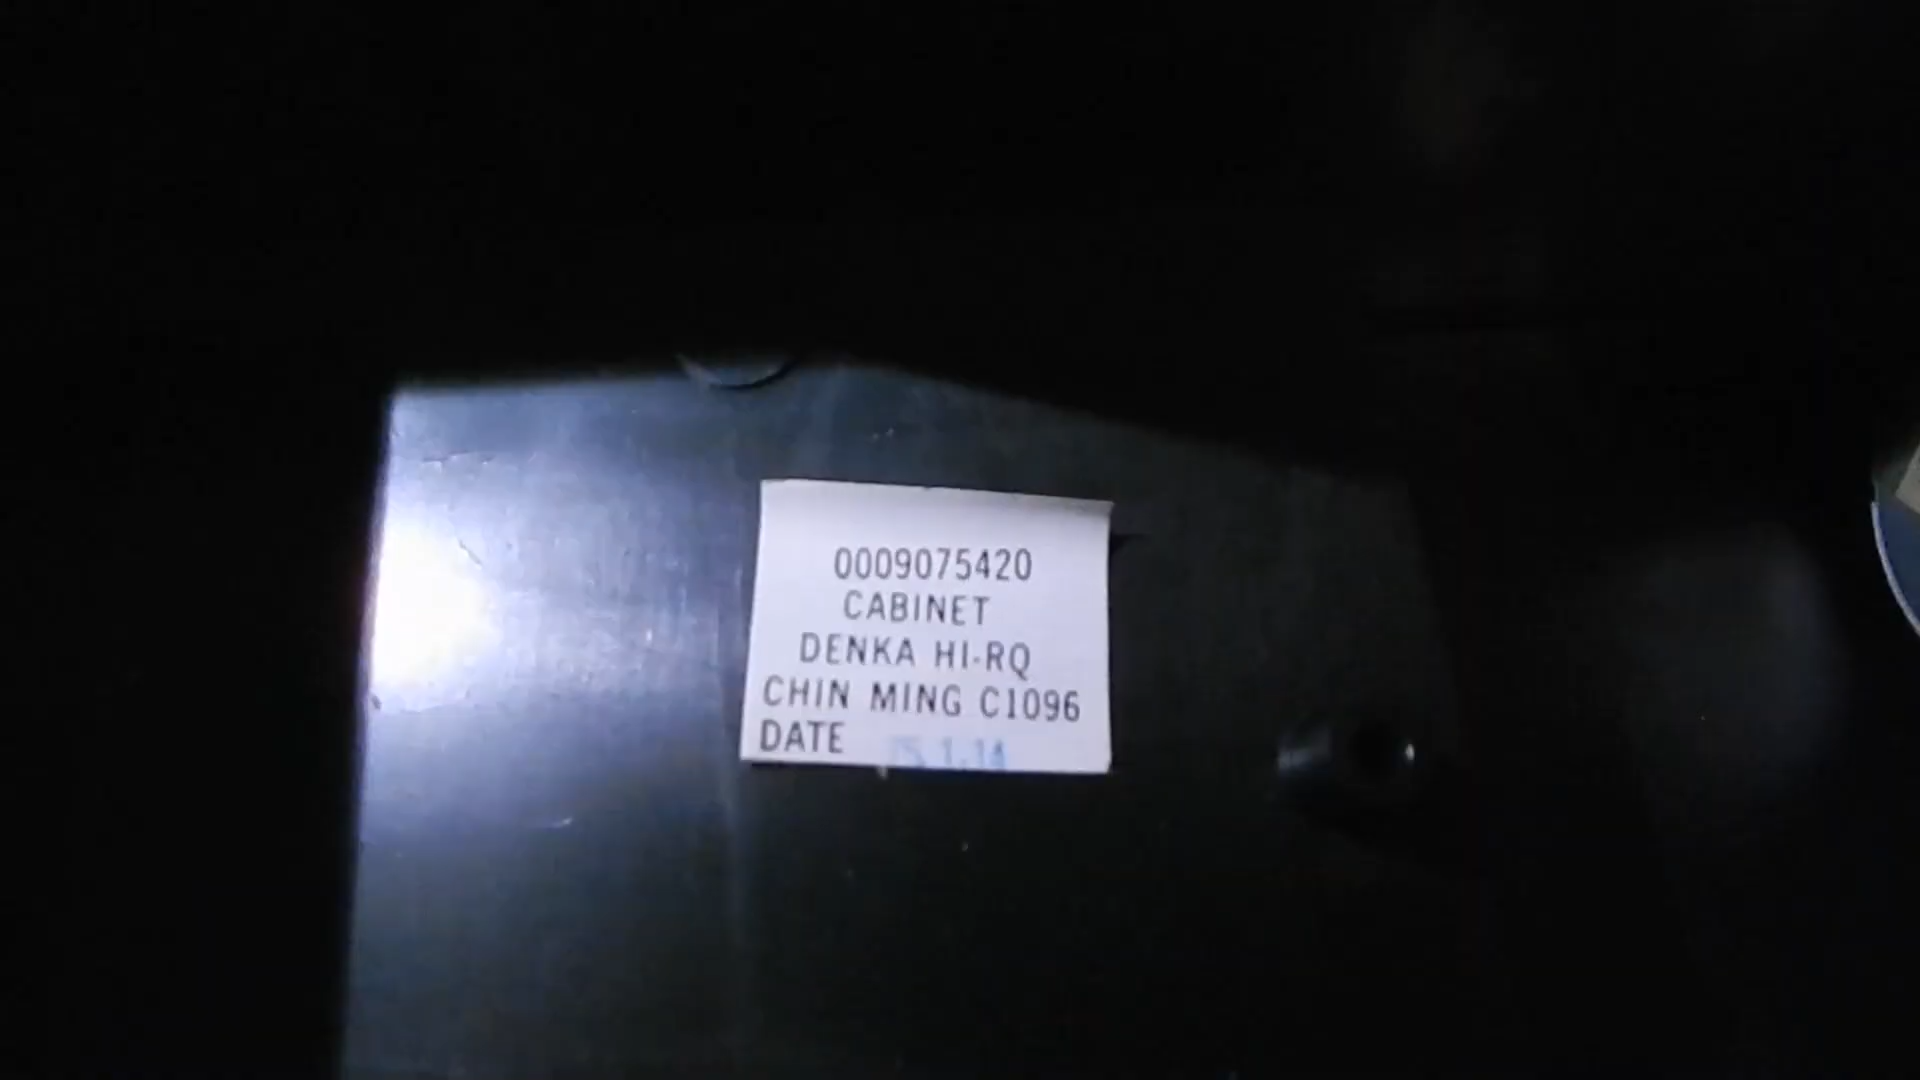 0009075420
CABINET
DENKA HI-RQ
CHIN MING C1096
DATE